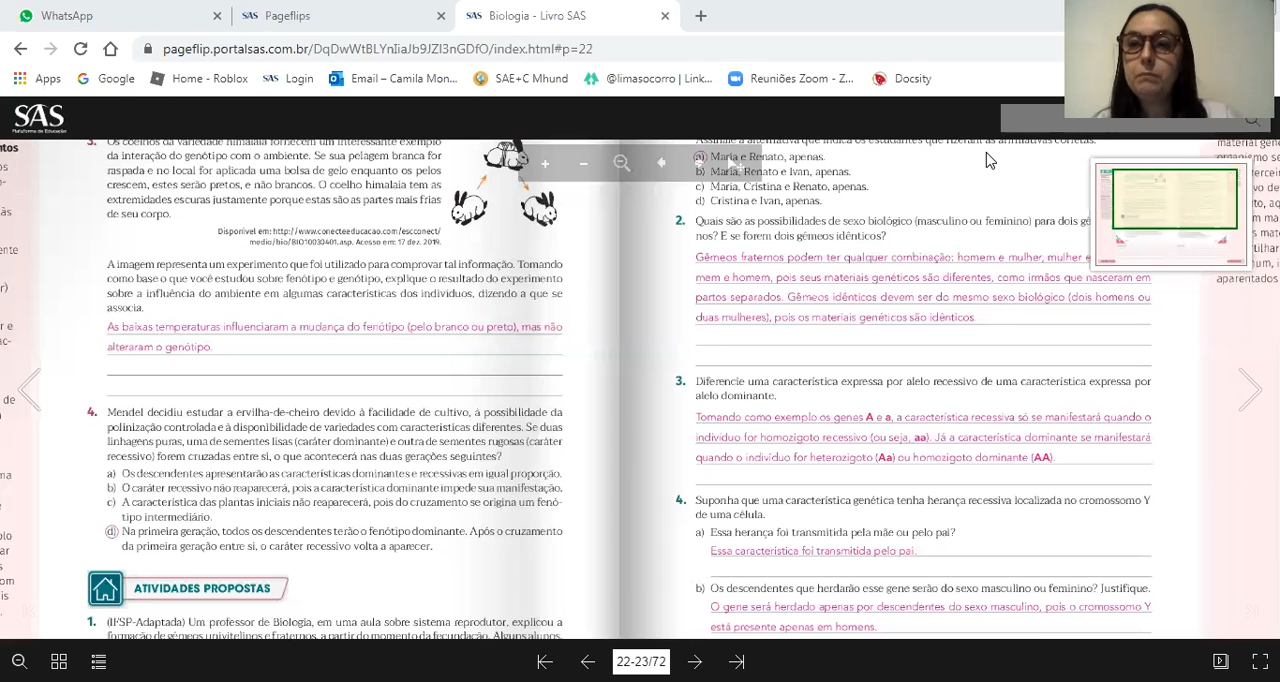 WhatsApp
SAS Pageflips
SAS Biologia - Livro SAS
pageflip.portalsas.com.br/DqDwWtBLYnIiaJb9JZI3nGDfO/index.html#p=22
Apps Google Home - Roblox SAS Login Email – Camila Mon... SAE+C Mhund @limasocorro | Link... Reuniões Zoom - Z... Docsity
SAS
Plataforma de Educação
3. Os coelhos da variedade himalaia fornecem um interessante exemplo
da interação do genótipo com o ambiente. Se sua pelagem branca for
raspada e no local for aplicada uma bolsa de gelo enquanto os pelos
crescem, estes serão pretos, e não brancos. O coelho himalaia tem as
extremidades escuras justamente porque estas são as partes mais frias
de seu corpo.
Disponível em: http://www.conecteeducacao.com/esconect/
medio/bio/BIO10030401.asp. Acesso em: 17 dez. 2019.
A imagem representa um experimento que foi utilizado para comprovar tal informação. Tomando
como base o que você estudou sobre fenótipo e genótipo, explique o resultado do experimento
sobre a influência do ambiente em algumas características dos indivíduos, dizendo a que se
associa.
As baixas temperaturas influenciaram a mudança do fenótipo (pelo branco ou preto), mas não
alteraram o genótipo.
4. Mendel decidiu estudar a ervilha-de-cheiro devido à facilidade de cultivo, à possibilidade da
polinização controlada e à disponibilidade de variedades com características diferentes. Se duas
linhagens puras, uma de sementes lisas (caráter dominante) e outra de sementes rugosas (caráter
recessivo) forem cruzadas entre si, o que acontecerá nas duas gerações seguintes?
a) Os descendentes apresentarão as características dominantes e recessivas em igual proporção.
b) O caráter recessivo não reaparecerá, pois a característica dominante impede sua manifestação.
c) A característica das plantas iniciais não reaparecerá, pois do cruzamento se origina um fenó-
tipo intermediário.
d) Na primeira geração, todos os descendentes terão o fenótipo dominante. Após o cruzamento
da primeira geração entre si, o caráter recessivo volta a aparecer.
ATIVIDADES PROPOSTAS
1. (IFSP-Adaptada) Um professor de Biologia, em uma aula sobre sistema reprodutor, explicou a
formação de gêmeos univitelinos e fraternos, a partir do momento da fecundação. Alguns alunos,
Assinale a alternativa que indica os estudantes que fizeram as afirmativas corretas.
a) Maria e Renato, apenas.
b) Maria, Renato e Ivan, apenas.
c) Maria, Cristina e Renato, apenas.
d) Cristina e Ivan, apenas.
2. Quais são as possibilidades de sexo biológico (masculino ou feminino) para dois gê
nos? E se forem dois gêmeos idênticos?
Gêmeos fraternos podem ter qualquer combinação: homem e mulher, mulher e
mem e homem, pois seus materiais genéticos são diferentes, como irmãos que nasceram em
partos separados. Gêmeos idênticos devem ser do mesmo sexo biológico (dois homens ou
duas mulheres), pois os materiais genéticos são idênticos.
3. Diferencie uma característica expressa por alelo recessivo de uma característica expressa por
alelo dominante.
Tomando como exemplo os genes A e a, a característica recessiva só se manifestará quando o
indivíduo for homozigoto recessivo (ou seja, aa). Já a característica dominante se manifestará
quando o indivíduo for heterozigoto (Aa) ou homozigoto dominante (AA).
4. Suponha que uma característica genética tenha herança recessiva localizada no cromossomo Y
de uma célula.
a) Essa herança foi transmitida pela mãe ou pelo pai?
Essa característica foi transmitida pelo pai.
b) Os descendentes que herdarão esse gene serão do sexo masculino ou feminino? Justifique.
O gene será herdado apenas por descendentes do sexo masculino, pois o cromossomo Y
está presente apenas em homens.
22-23/72